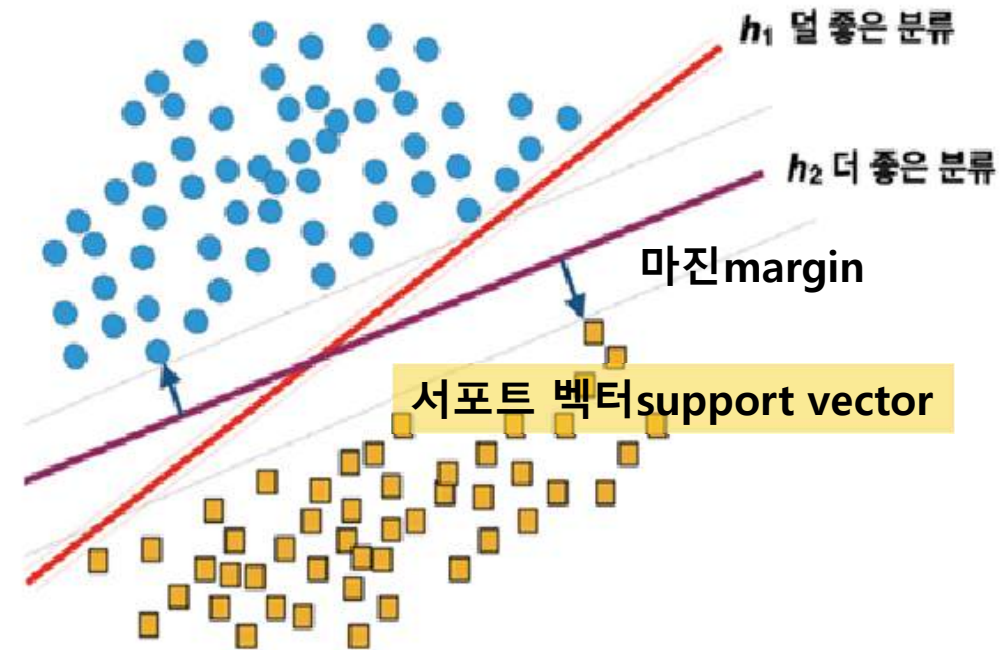 h₁ 덜 좋은 분류
h₂ 더 좋은 분류
마진margin
서포트 벡터support vector